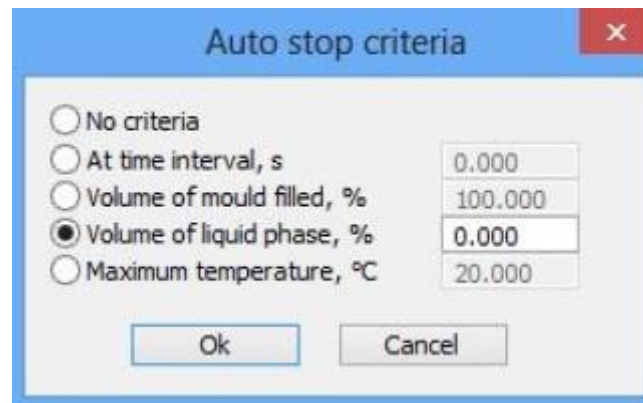 Auto stop criteria
No criteria
At time interval, s 0.000
Volume of mould filled, % 100.000
Volume of liquid phase, % 0.000
Maximum temperature, ºC 20.000
Ok Cancel